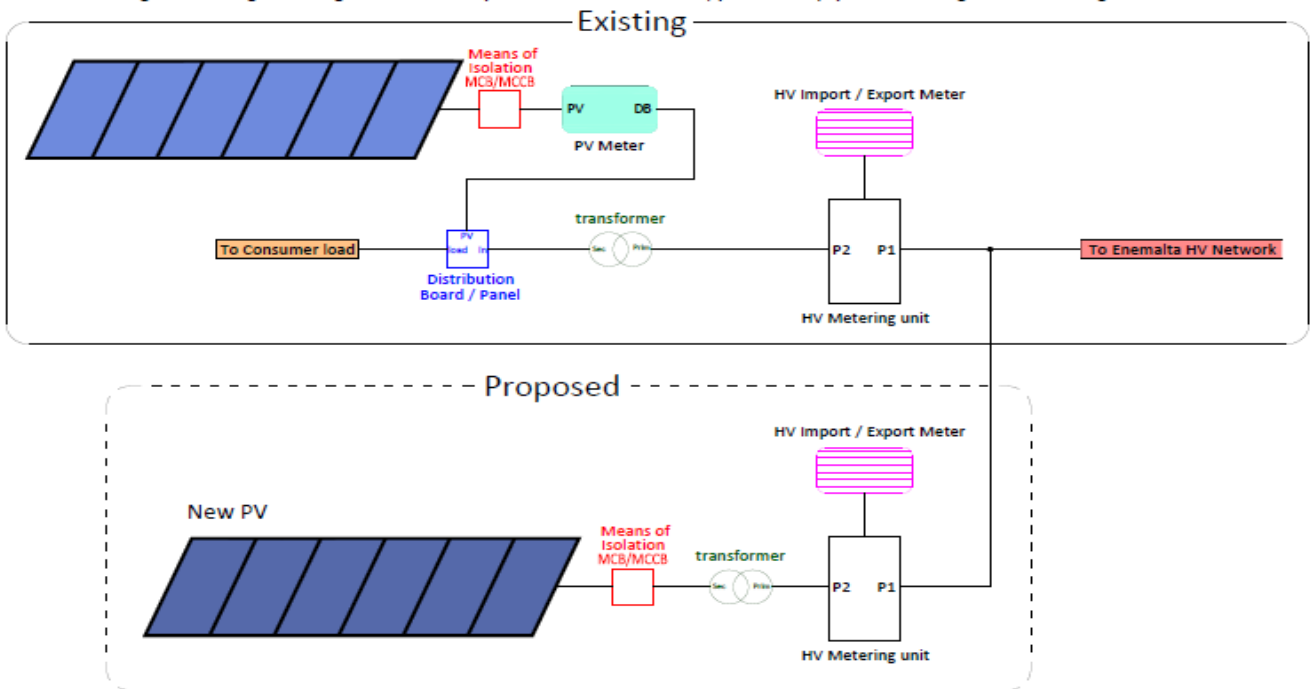 Existing
Means of
Isolation
MCB/MCCB
PV DB
PV Meter
HV Import / Export Meter
transformer
Sec Prim
To Consumer load
PV
load In
Distribution
Board / Panel
P2 P1
HV Metering unit
To Enemalta HV Network
Proposed
HV Import / Export Meter
New PV
Means of
Isolation
MCB/MCCB
transformer
Sec Prim
P2 P1
HV Metering unit